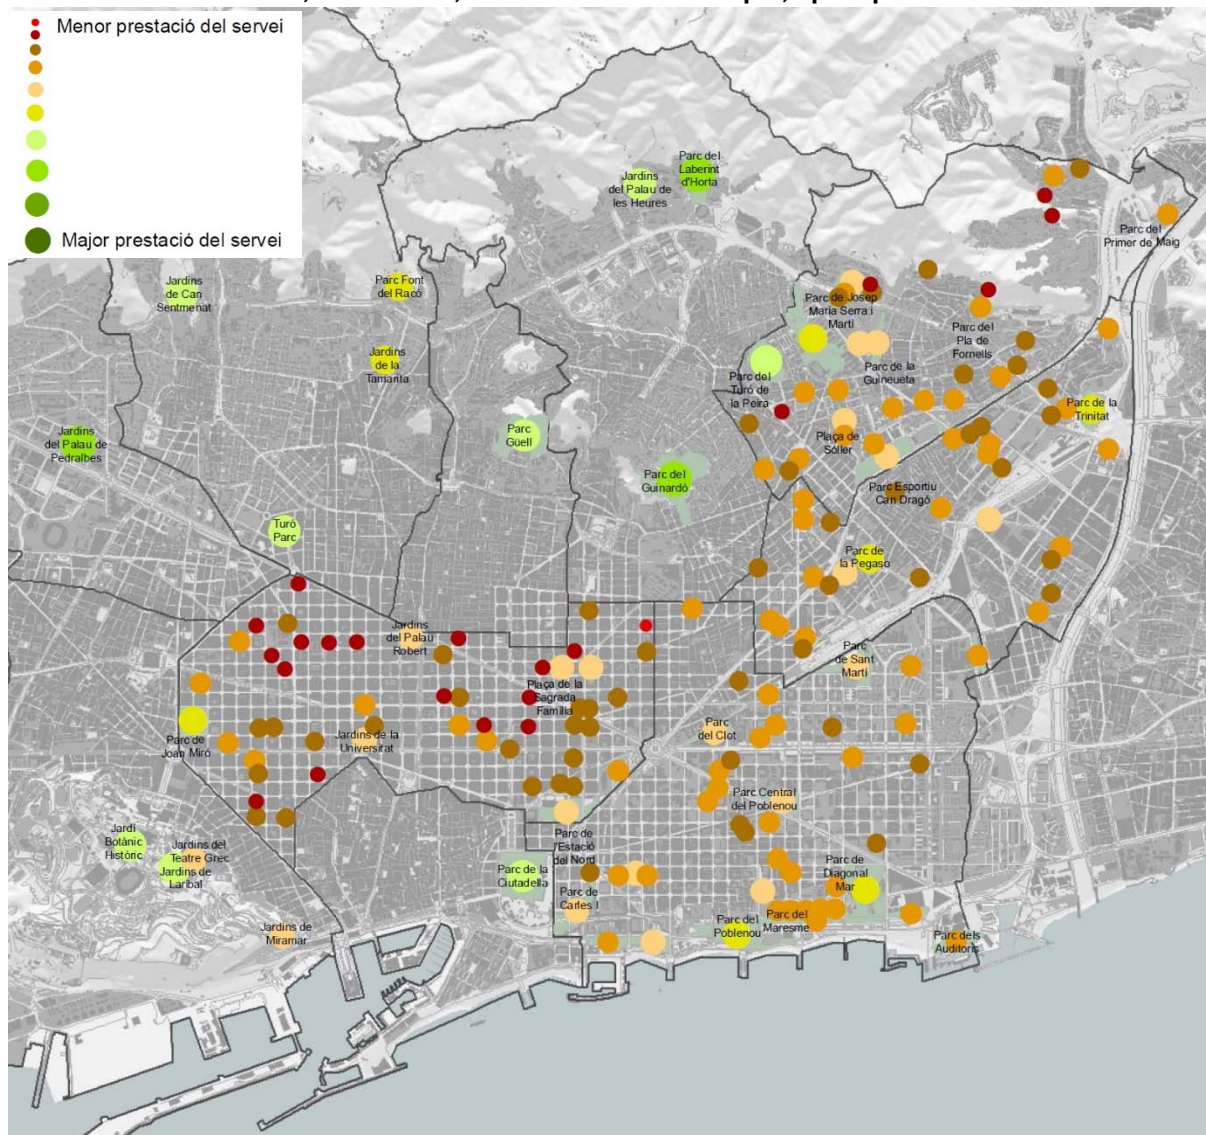 Menor prestació del servei
Major prestació del servei
Parc del
Laberint
d'Horta
Jardins
del Palau de
les Heures
Parc del
Primer de Maig
Jardins
de Can
Sentmenat
Parc Font
del Racó
Parc de Josep
Maria Serra i
Martí
Parc del
Pla de
Fornells
Jardins
de la
Tamarita
Parc de la
Guineueta
Parc del
Turó de
la Peira
Parc de la
Trinitat
Jardins
del Palau de
Pedralbes
Parc
Güell
Plaça de
Sóller
Parc del
Guinardó
Parc Esportiu
Can Dragó
Turó
Parc
Parc de
la Pegaso
Jardins
del Palau
Robert
Parc
de Sant
Martí
Plaça de la
Sagrada
Família
Parc de
Joan Miró
Jardins de la
Universitat
Parc
del Clot
Parc Central
del Poblenou
Jardí
Botànic
Històric
Jardins del
Teatre Grec
Jardins de
Laribal
Parc de
l'Estació
del Nord
Parc de la
Ciutadella
Parc de
Diagonal
Mar
Parc de
Carles I
Jardins de
Miramar
Parc del
Poblenou
Parc del
Maresme
Parc dels
Auditoris